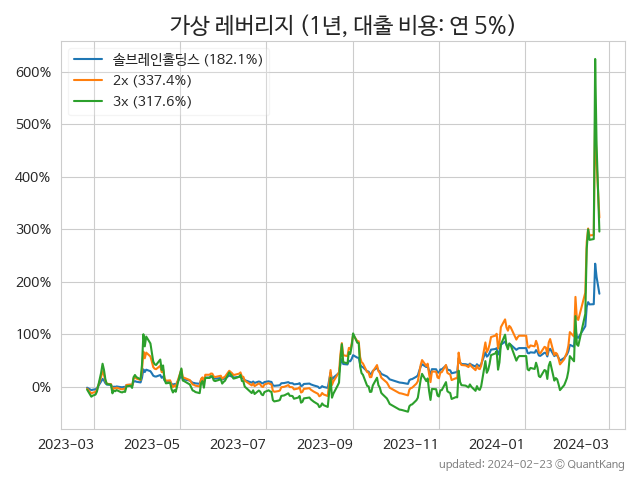 가상 레버리지 (1년, 대출 비용: 연 5%)
솔브레인홀딩스 (182.1%)
2x (337.4%)
3x (317.6%)
600%
500%
400%
300%
200%
100%
0%
2023-03 2023-05 2023-07 2023-09 2023-11 2024-01 2024-03
updated: 2024-02-23 © QuantKang